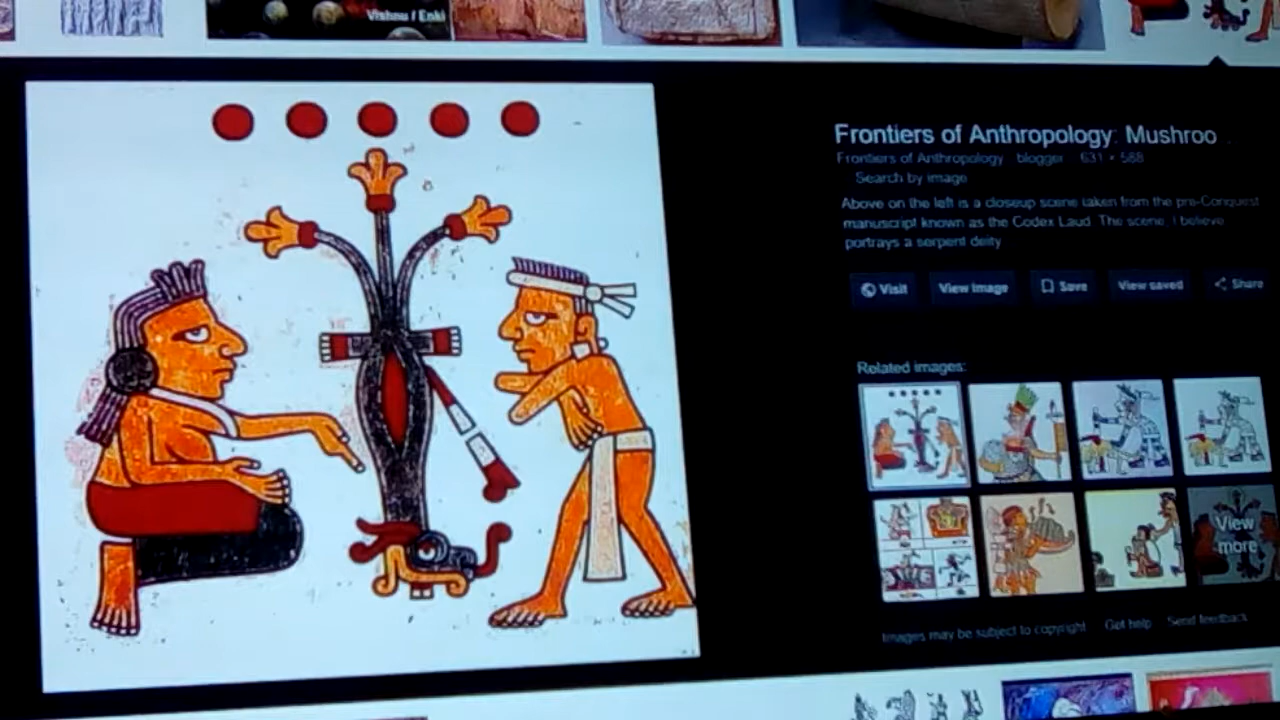 Vishnu / Enki
Frontiers of Anthropology: Mushroo
Frontiers of Anthropology blogger 631 × 588
Search by image
Above on the left is a closeup scene taken from the pre-Conquest
manuscript known as the Codex Laud. The scene, I believe
portrays a serpent deity
Visit View image Save View saved Share
Related images:
View
more
Images may be subject to copyright Get help Send feedback